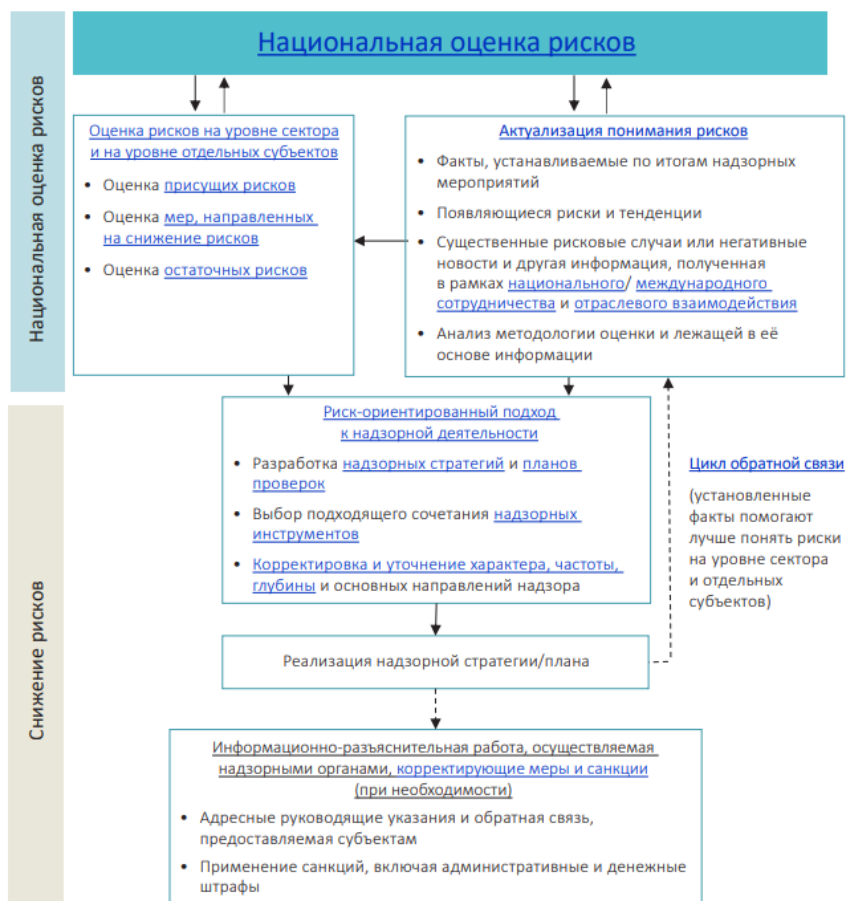 Национальная оценка рисков
Национальная оценка рисков
Оценка рисков на уровне сектора
и на уровне отдельных субъектов
• Оценка присущих рисков
• Оценка мер, направленных
на снижение рисков
• Оценка остаточных рисков
Актуализация понимания рисков
• Факты, устанавливаемые по итогам надзорных
мероприятий
• Появляющиеся риски и тенденции
• Существенные рисковые случаи или негативные
новости и другая информация, полученная
в рамках национального/ международного
сотрудничества и отраслевого взаимодействия
• Анализ методологии оценки и лежащей в её
основе информации
Снижение рисков
Риск-ориентированный подход
к надзорной деятельности
• Разработка надзорных стратегий и планов
проверок
• Выбор подходящего сочетания надзорных
инструментов
• Корректировка и уточнение характера, частоты,
глубины и основных направлений надзора
Цикл обратной связи
(установленные
факты помогают
лучше понять риски
на уровне сектора
и отдельных
субъектов)
Реализация надзорной стратегии/плана
Информационно-разъяснительная работа, осуществляемая
надзорными органами, корректирующие меры и санкции
(при необходимости)
• Адресные руководящие указания и обратная связь,
предоставляемая субъектам
• Применение санкций, включая административные и денежные
штрафы